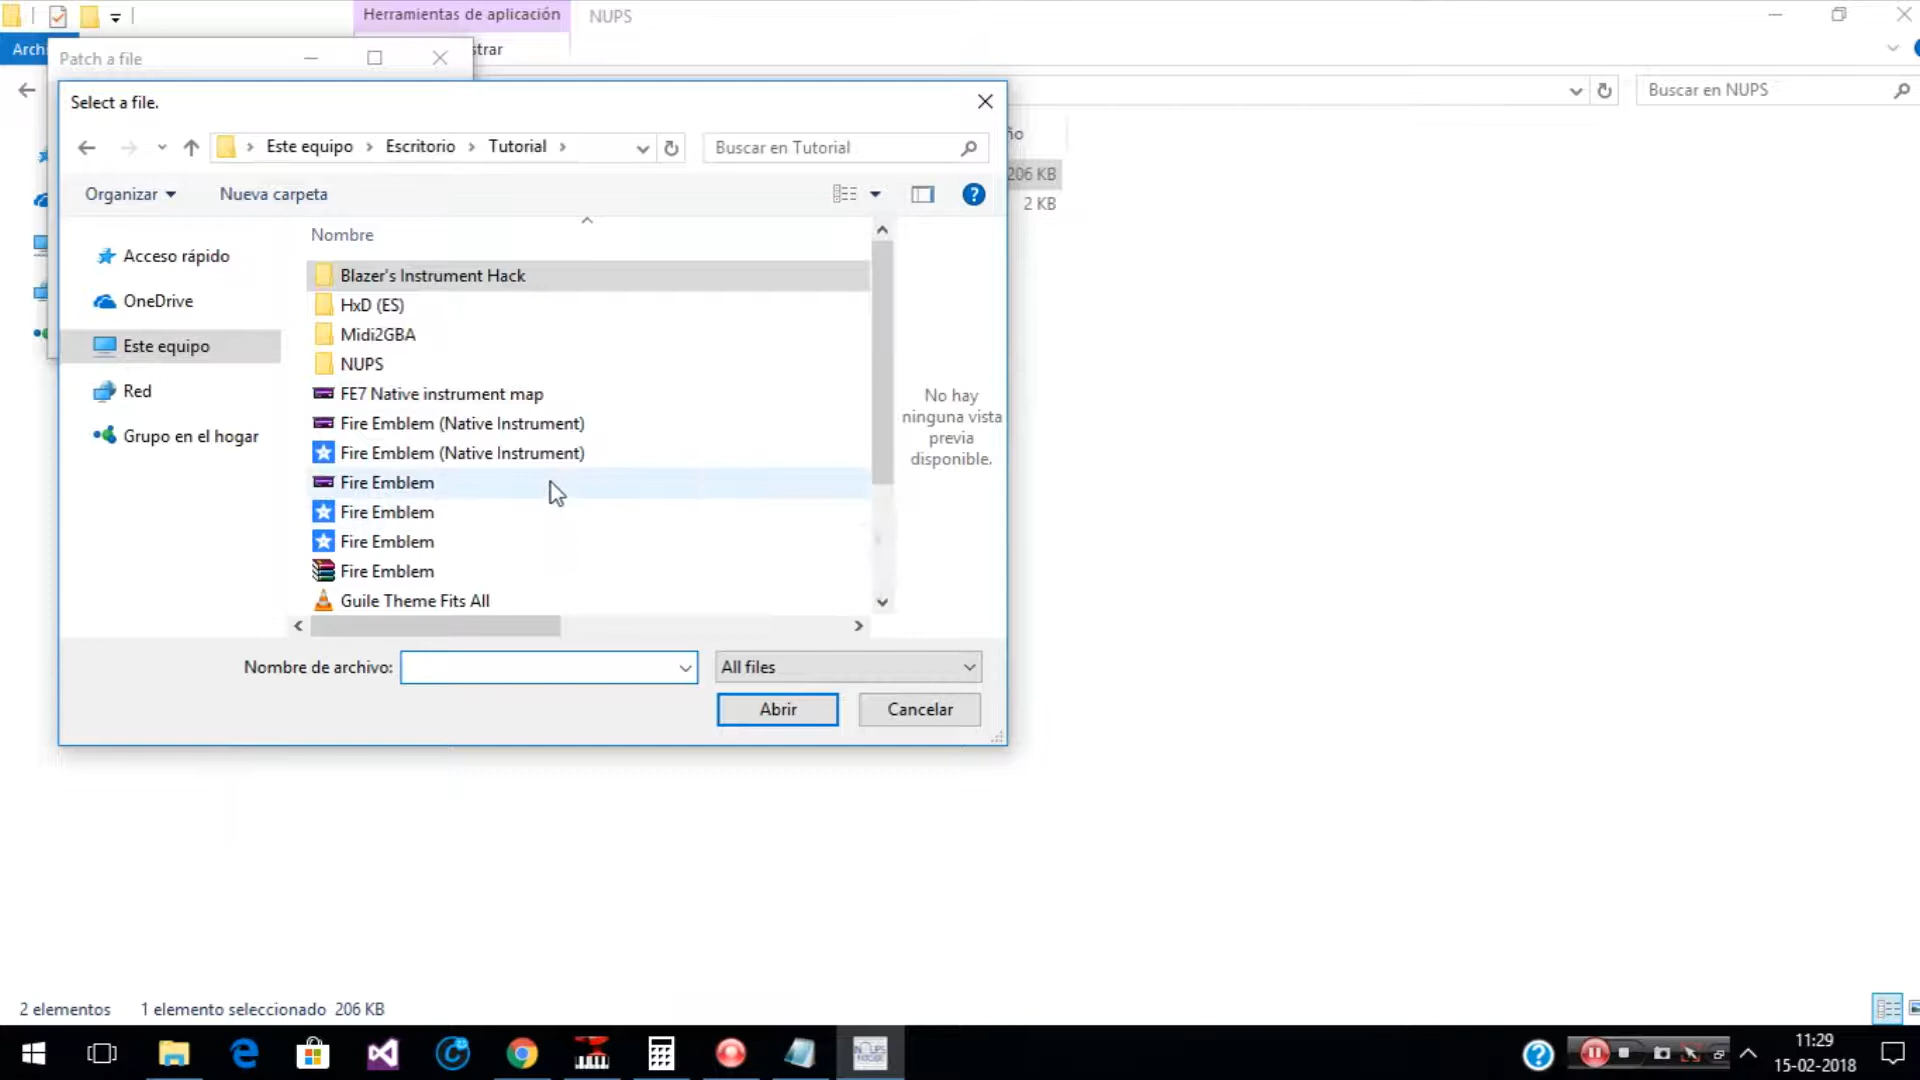 Herramientas de aplicación
NUPS
Arch
strar
Patch a file
Select a file.
Buscar en NUPS
Este equipo
Escritorio
Tutorial
Buscar en Tutorial
206 KB
2 KB
Organizar
Nueva carpeta
Nombre
Acceso rápido
OneDrive
Este equipo
Red
Grupo en el hogar
Blazer's Instrument Hack
HxD (ES)
Midi2GBA
NUPS
FE7 Native instrument map
Fire Emblem (Native Instrument)
Fire Emblem (Native Instrument)
Fire Emblem
Fire Emblem
Fire Emblem
Fire Emblem
Guile Theme Fits All
No hay
ninguna vista
previa
disponible.
Nombre de archivo:
All files
Abrir
Cancelar
2 elementos
1 elemento seleccionado 206 KB
11:29
15-02-2018